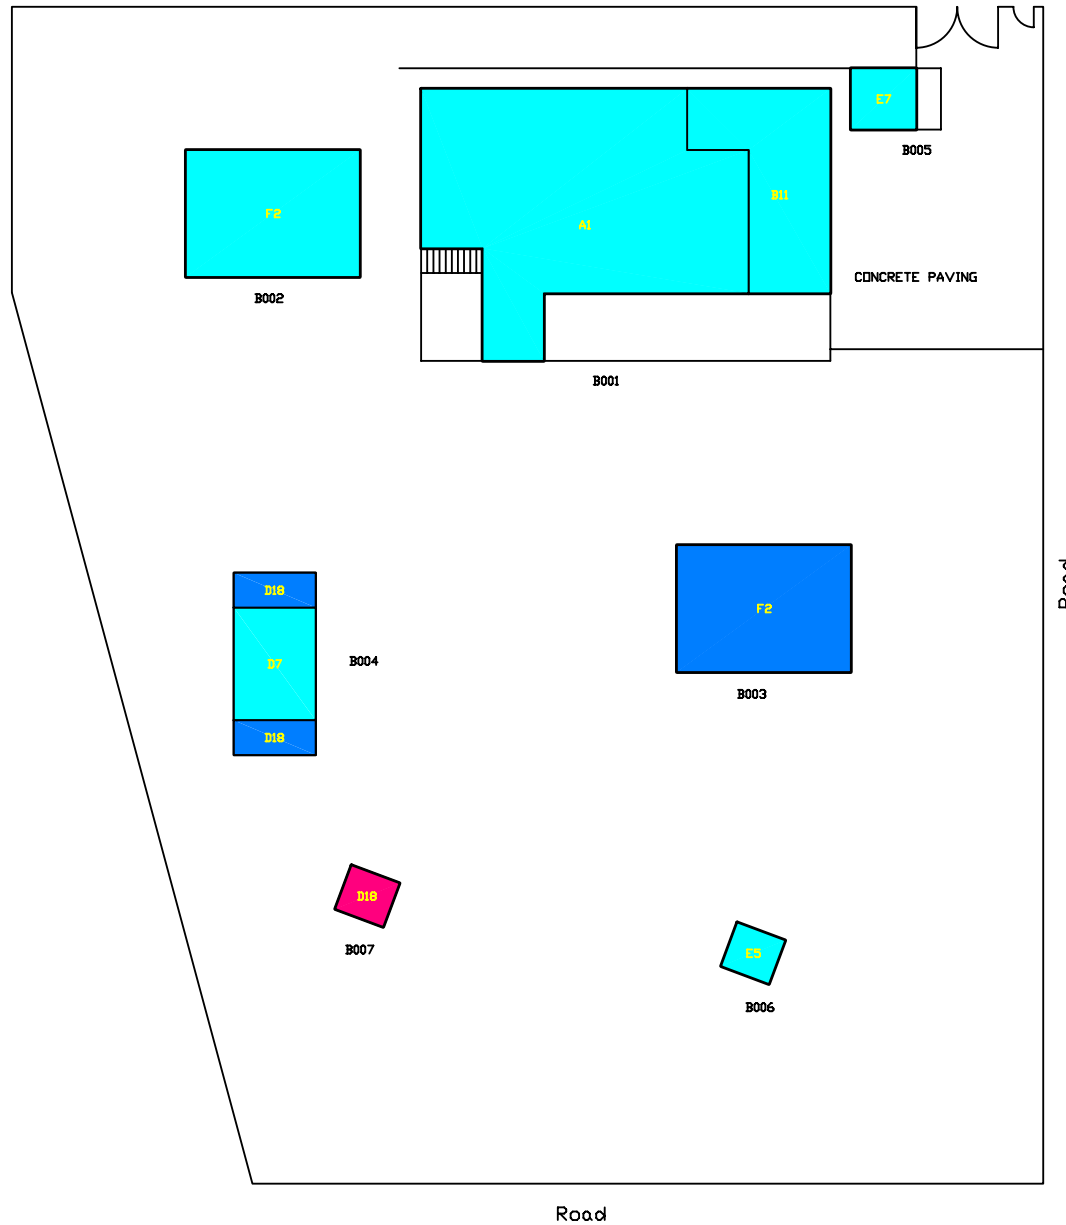 E7
B005
B11
F2
A1
CONCRETE PAVING
B002
B001
Road
D18
F2
D7
B004
B003
D18
D18
B007
E5
B006
Road